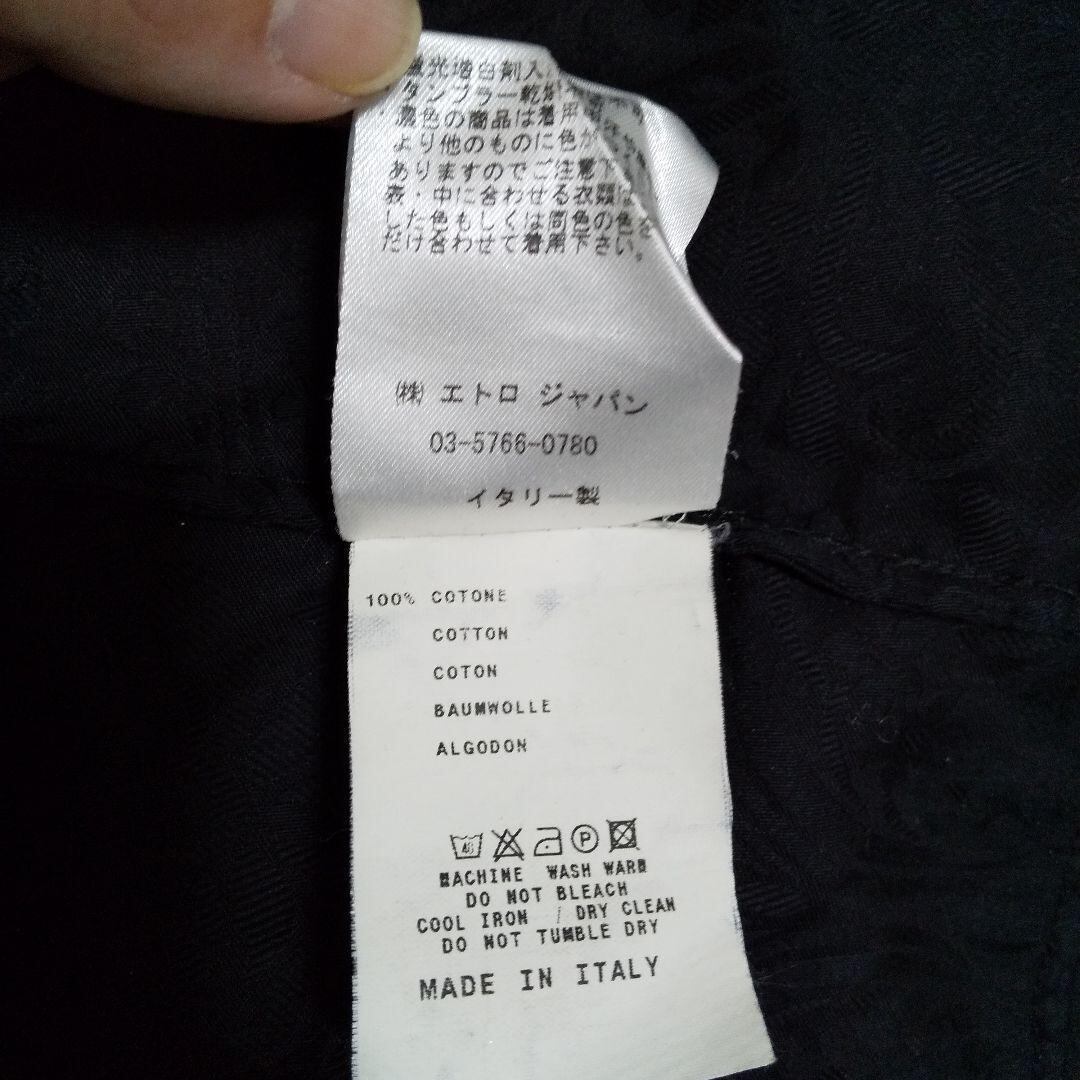 光増白剤入
タンブラー乾燥
・濃色の商品は着用
より他のものに色が
ありますのでご注意下
表・中に合わせる衣類は
した色もしくは同色の色を
だけ合わせて着用下さい。
㈱ エトロ ジャパン
03-5766-0780
イタリー製
100% COTONE
COTTON
COTON
BAUMWOLLE
ALGODON
40 P
MACHINE WASH WARM
DO NOT BLEACH
COOL IRON / DRY CLEAN
DO NOT TUMBLE DRY
MADE IN ITALY